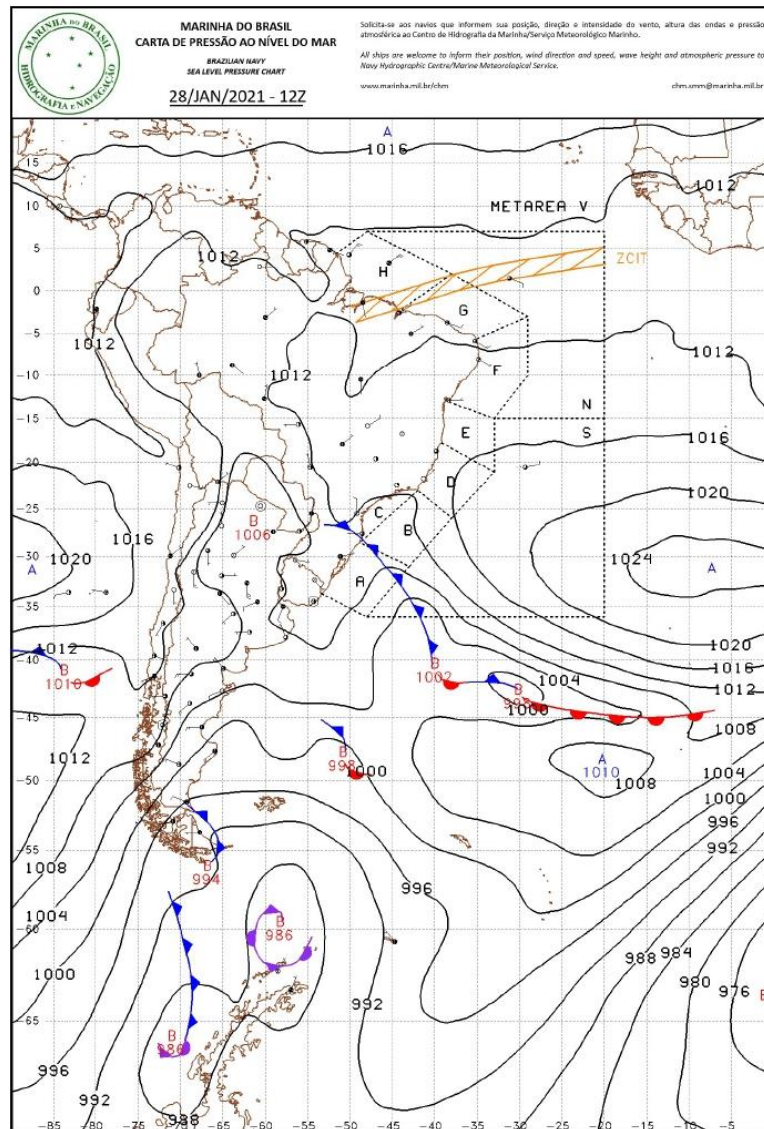 MARINHA DO BRASIL
HIDROGRAFIA E NAVEGAÇÃO
MARINHA DO BRASIL
CARTA DE PRESSÃO AO NÍVEL DO MAR
BRAZILIAN NAVY
SEA LEVEL PRESSURE CHART
28/JAN/2021 - 12Z
Solicita-se aos navios que informem sua posição, direção e intensidade do vento, altura das ondas e pressão
atmosférica ao Centro de Hidrografia da Marinha/Serviço Meteorológico Marinho.
All ships are welcome to inform their position, wind direction and speed, wave height and atmospheric pressure to
Navy Hydrographic Centre/Marine Meteorological Service.
www.marinha.mil.br/chm
chm.smm@marinha.mil.br
A
1016
15
1012
10
METAREA V
5
1012
H
ZCIT
0
G
-5
1012
1012
F
1012
-10
N
-15
E
S
1016
-20
D
1020
-25
B
1006
C
B
1016
1024
1020
A
A
-30
A
-35
1020
1012
1016
-40
B
1010
B
1002
1004
1012
B
998
1000
-45
1008
1012
B
998
1000
A
1010
1008
1004
-50
1000
996
992
-55
1008
B
994
996
1004
B
986
-60
988
984
1000
980
976
992
B
-65
B
986
996
992
988
-85
-80
-75
-70
-65
-60
-55
-50
-45
-40
-35
-30
-25
-20
-15
-10
-5